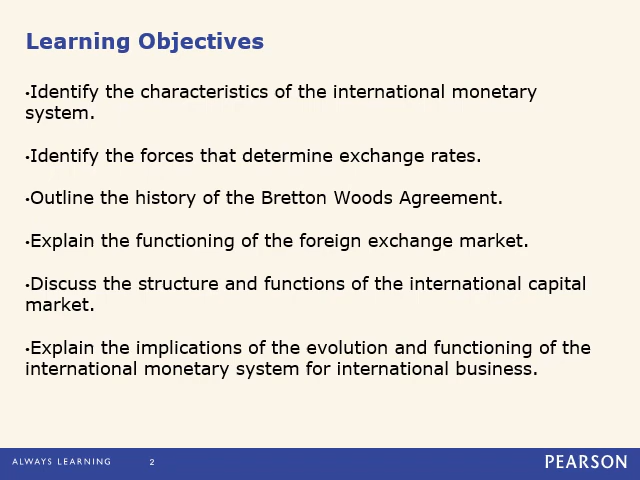 Learning Objectives
•Identify the characteristics of the international monetary
system.
•Identify the forces that determine exchange rates.
•Outline the history of the Bretton Woods Agreement.
•Explain the functioning of the foreign exchange market.
•Discuss the structure and functions of the international capital
market.
•Explain the implications of the evolution and functioning of the
international monetary system for international business.
ALWAYS LEARNING 2 PEARSON